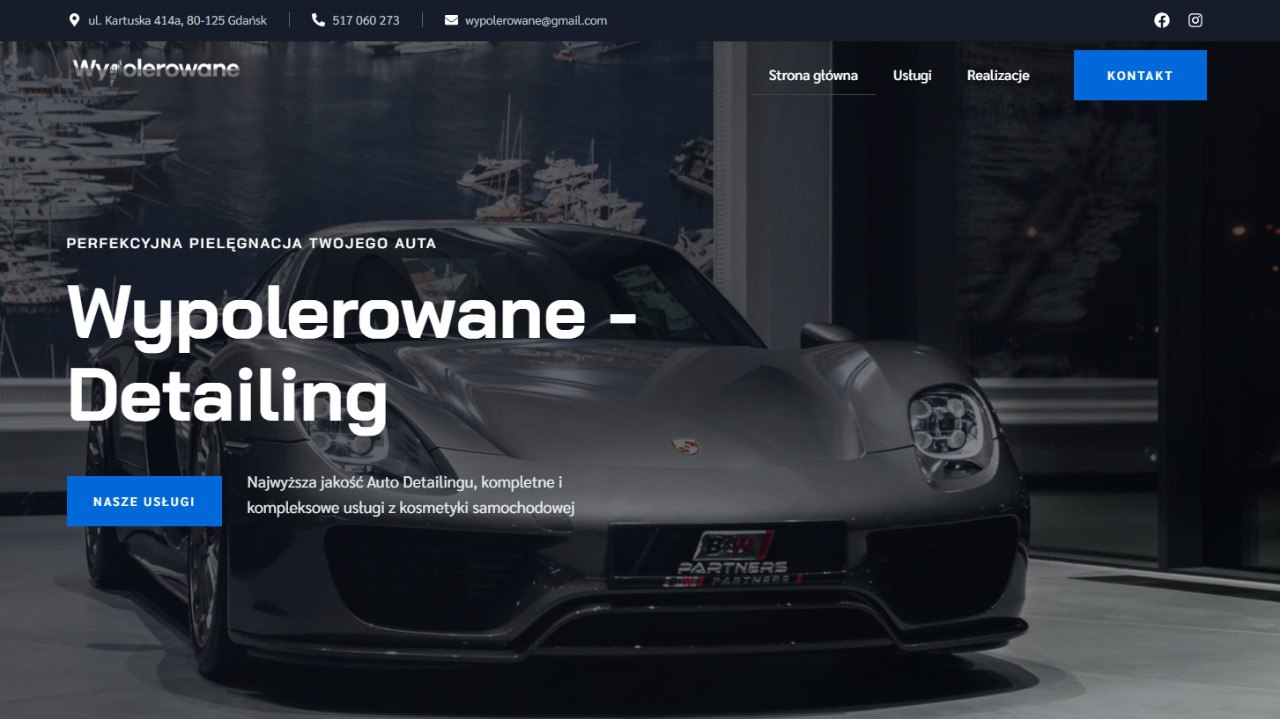 ul. Kartuska 414a, 80-125 Gdańsk
517 060 273
wypolerowane@gmail.com
Wypolerowane
Strona główna
Usługi
Realizacje
KONTAKT
PERFEKCYJNA PIELĘGNACJA TWOJEGO AUTA
Wypolerowane -
Detailing
NASZE USŁUGI
Najwyższa jakość Auto Detailingu, kompletne i
kompleksowe usługi z kosmetyki samochodowej
PARTNERS
PARTNERS